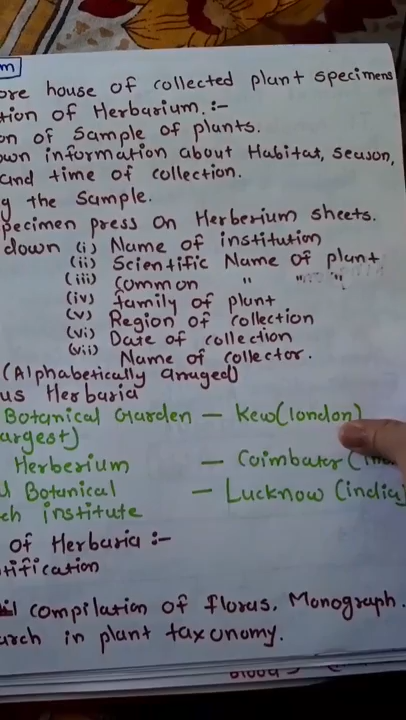 m
ore house of collected plant specimens
tion of Herbarium :-
on of Sample of plants.
own information about Habitat, Season,
and time of collection.
g the Sample.
pecimen press on Herberium sheets.
down (i) Name of institution
(ii) Scientific Name of plant
(iii) Common " " "
(iv) family of plant
(v) Region of collection
(vi) Date of collection
(vii) Name of collector.
(Alphabetically arraged)
us Herbaria
Botanical Garden — Kew (london)
argest)
Herberium — Coimbator
Botanical — Lucknow (india)
ch institute
of Herbaria :-
tification
compilation of floras, Monograph.
arch in plant taxonomy.